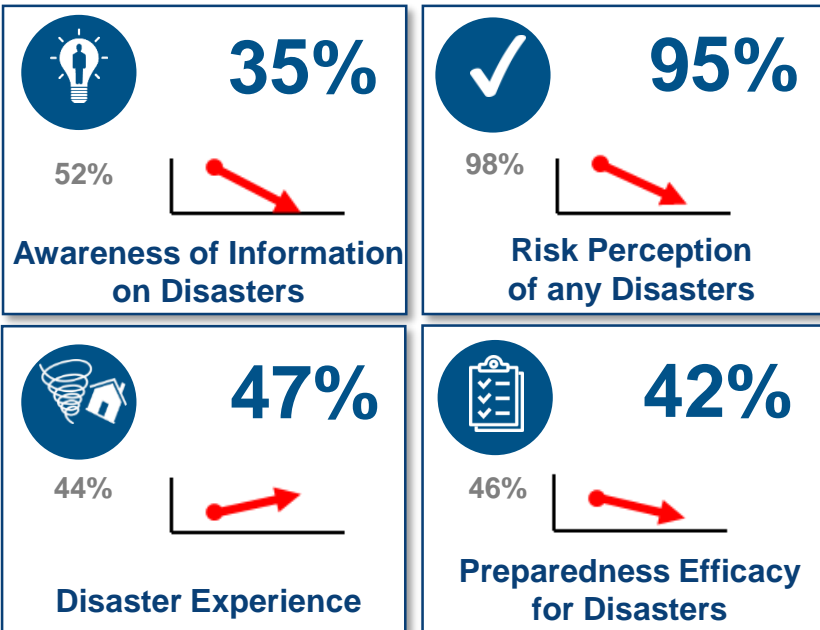 35%
52%
Awareness of Information
on Disasters
95%
98%
Risk Perception
of any Disasters
47%
44%
Disaster Experience
42%
46%
Preparedness Efficacy
for Disasters